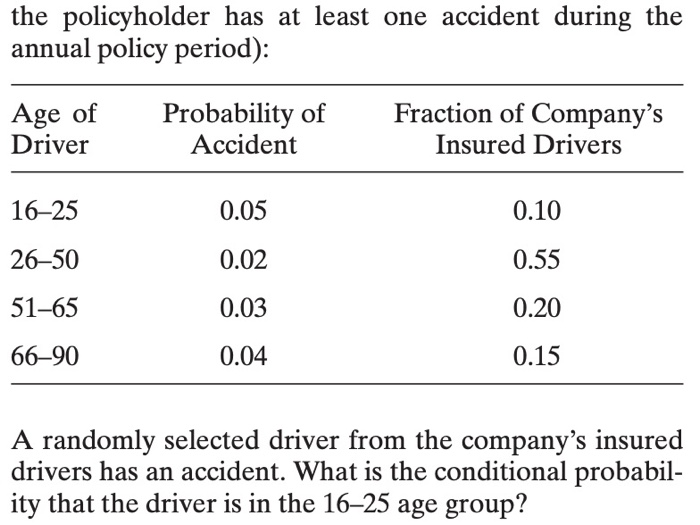 the policyholder has at least one accident during the
annual policy period):
Age of Probability of Fraction of Company’s
Driver Accident Insured Drivers
16–25 0.05 0.10
26–50 0.02 0.55
51–65 0.03 0.20
66–90 0.04 0.15
A randomly selected driver from the company’s insured
drivers has an accident. What is the conditional probabil-
ity that the driver is in the 16–25 age group?